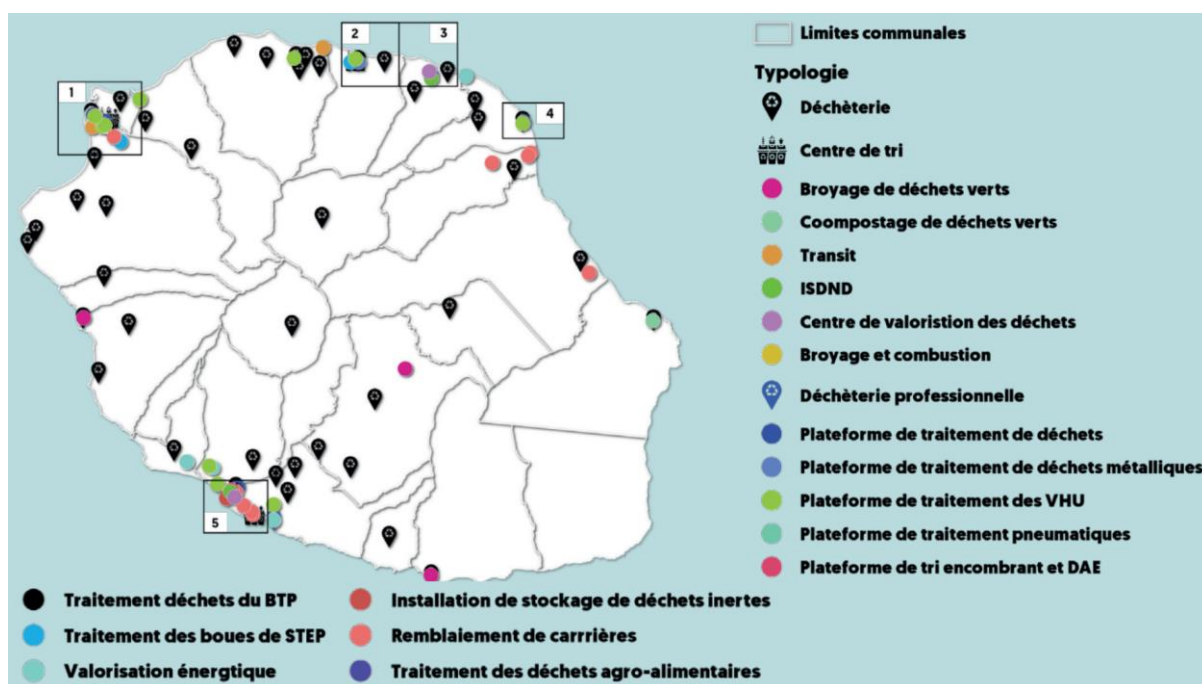 1
2
3
4
5
Limites communales
Typologie
Déchèterie
Centre de tri
Broyage de déchets verts
Coompostage de déchets verts
Transit
ISDND
Centre de valoristion des déchets
Broyage et combustion
Déchèterie professionnelle
Plateforme de traitement de déchets
Plateforme de traitement de déchets métalliques
Plateforme de traitement des VHU
Plateforme de traitement pneumatiques
Plateforme de tri encombrant et DAE
Traitement déchets du BTP
Installation de stockage de déchets inertes
Traitement des boues de STEP
Remblaiement de carrrières
Valorisation énergtique
Traitement des déchets agro-alimentaires